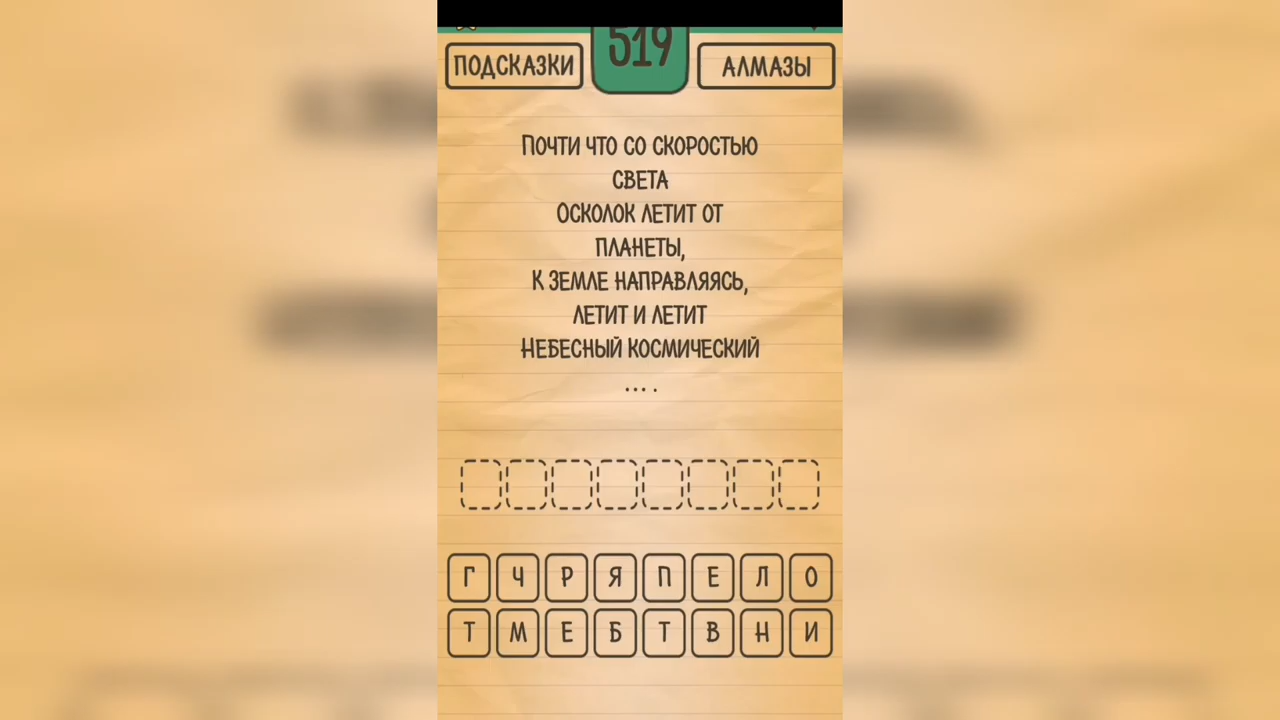 519
ПОДСКАЗКИ
АЛМАЗЫ
ПОЧТИ ЧТО СО СКОРОСТЬЮ
СВЕТА
ОСКОЛОК ЛЕТИТ ОТ
ПЛАНЕТЫ,
К ЗЕМЛЕ НАПРАВЛЯЯСЬ,
ЛЕТИТ И ЛЕТИТ
НЕБЕСНЫЙ КОСМИЧЕСКИЙ
... .
Г Ч Р Я П Е Л О
Т М Е Б Т В Н И